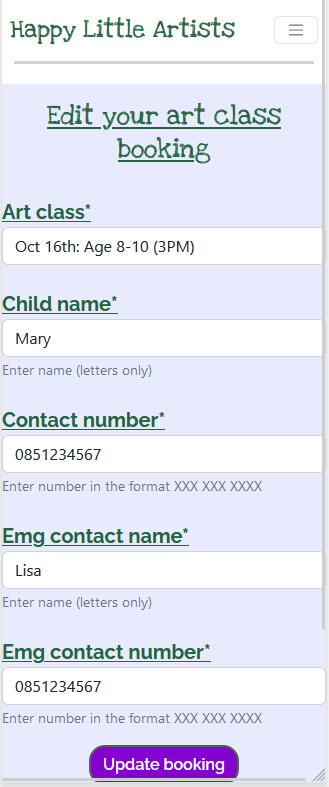 Happy Little Artists
Edit your art class
booking
Art class*
Oct 16th: Age 8-10 (3PM)
Child name*
Mary
Enter name (letters only)
Contact number*
0851234567
Enter number in the format XXX XXX XXXX
Emg contact name*
Lisa
Enter name (letters only)
Emg contact number*
0851234567
Enter number in the format XXX XXX XXXX
Update booking